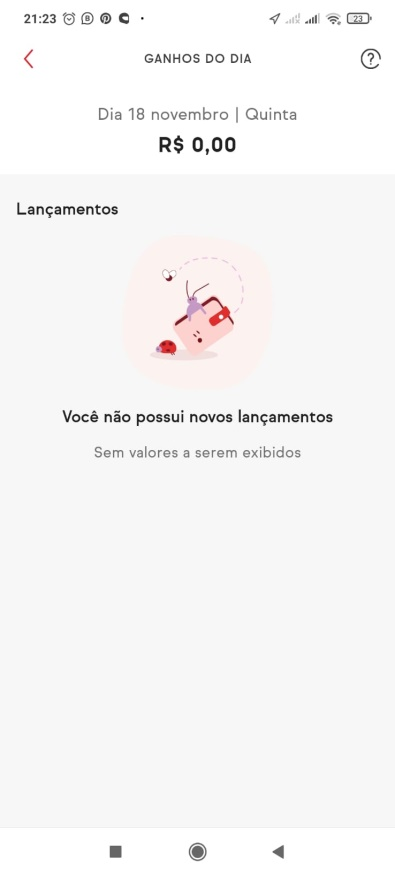 21:23
23
GANHOS DO DIA
Dia 18 novembro | Quinta
R$ 0,00
Lançamentos
Você não possui novos lançamentos
Sem valores a serem exibidos